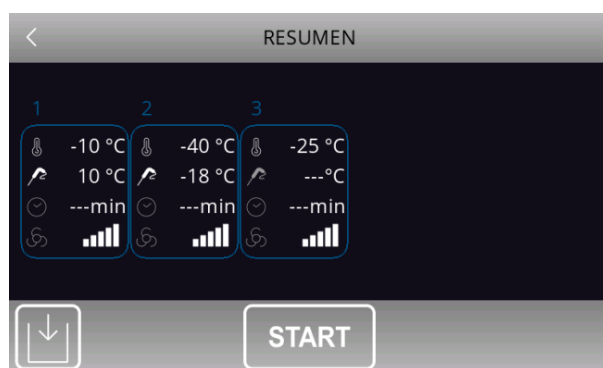 RESUMEN
1 2 3
-10 °C -40 °C -25 °C
10 °C -18 °C ---°C
---min ---min ---min
START